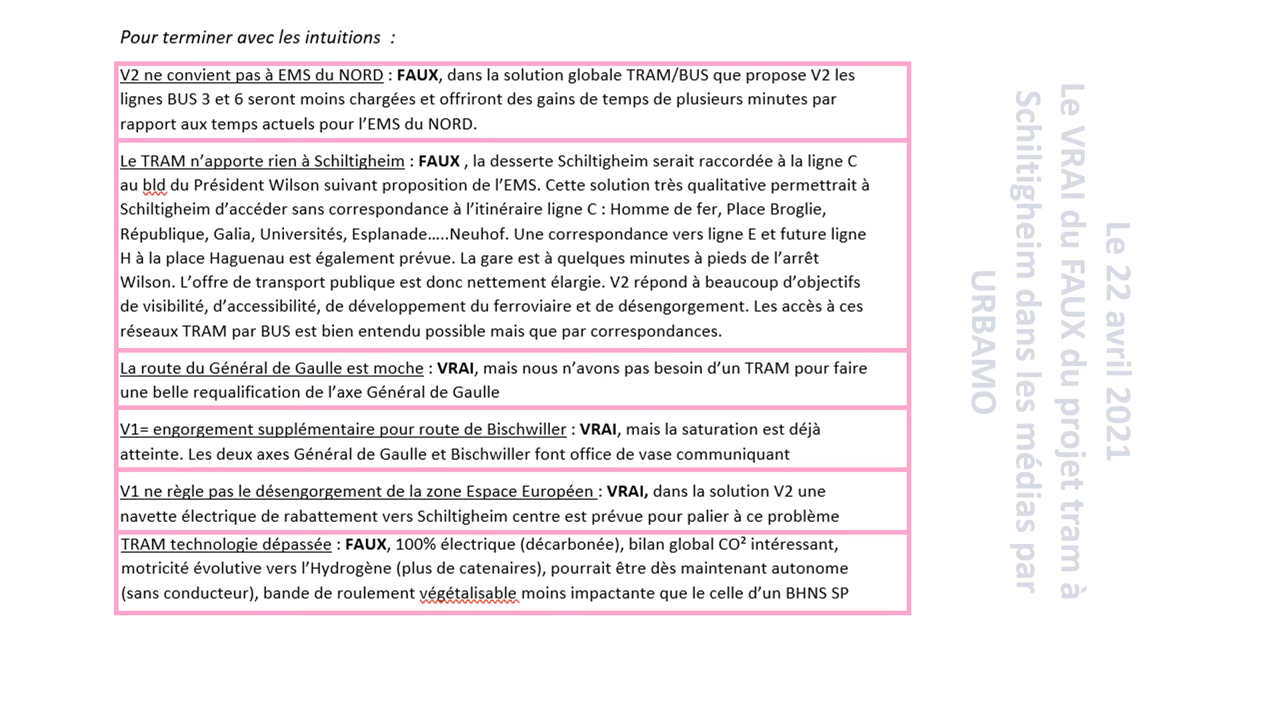 Pour terminer avec les intuitions  :
V2 ne convient pas à EMS du NORD : FAUX, dans la solution globale TRAM/BUS que propose V2 les
lignes BUS 3 et 6 seront moins chargées et offriront des gains de temps de plusieurs minutes par
rapport aux temps actuels pour l'EMS du NORD.
Le TRAM n'apporte rien à Schiltigheim : FAUX , la desserte Schiltigheim serait raccordée à la ligne C
au bld du Président Wilson suivant proposition de l'EMS. Cette solution très qualitative permettrait à
Schiltigheim d'accéder sans correspondance à l'itinéraire ligne C : Homme de fer, Place Broglie,
République, Galia, Universités, Esplanade…..Neuhof. Une correspondance vers ligne E et future ligne
H à la place Haguenau est également prévue. La gare est à quelques minutes à pieds de l'arrêt
Wilson. L'offre de transport publique est donc nettement élargie. V2 répond à beaucoup d'objectifs
de visibilité, d'accessibilité, de développement du ferroviaire et de désengorgement. Les accès à ces
réseaux TRAM par BUS est bien entendu possible mais que par correspondances.
La route du Général de Gaulle est moche : VRAI, mais nous n'avons pas besoin d'un TRAM pour faire
une belle requalification de l'axe Général de Gaulle
V1= engorgement supplémentaire pour route de Bischwiller : VRAI, mais la saturation est déjà
atteinte. Les deux axes Général de Gaulle et Bischwiller font office de vase communiquant
V1 ne règle pas le désengorgement de la zone Espace Européen : VRAI, dans la solution V2 une
navette électrique de rabattement vers Schiltigheim centre est prévue pour palier à ce problème
TRAM technologie dépassée : FAUX, 100% électrique (décarbonée), bilan global CO² intéressant,
motricité évolutive vers l'Hydrogène (plus de catenaires), pourrait être dès maintenant autonome
(sans conducteur), bande de roulement végétalisable moins impactante que le celle d'un BHNS SP
Le 22 avril 2021
Le VRAI du FAUX du projet tram à
Schiltigheim dans les médias par
URBAMO